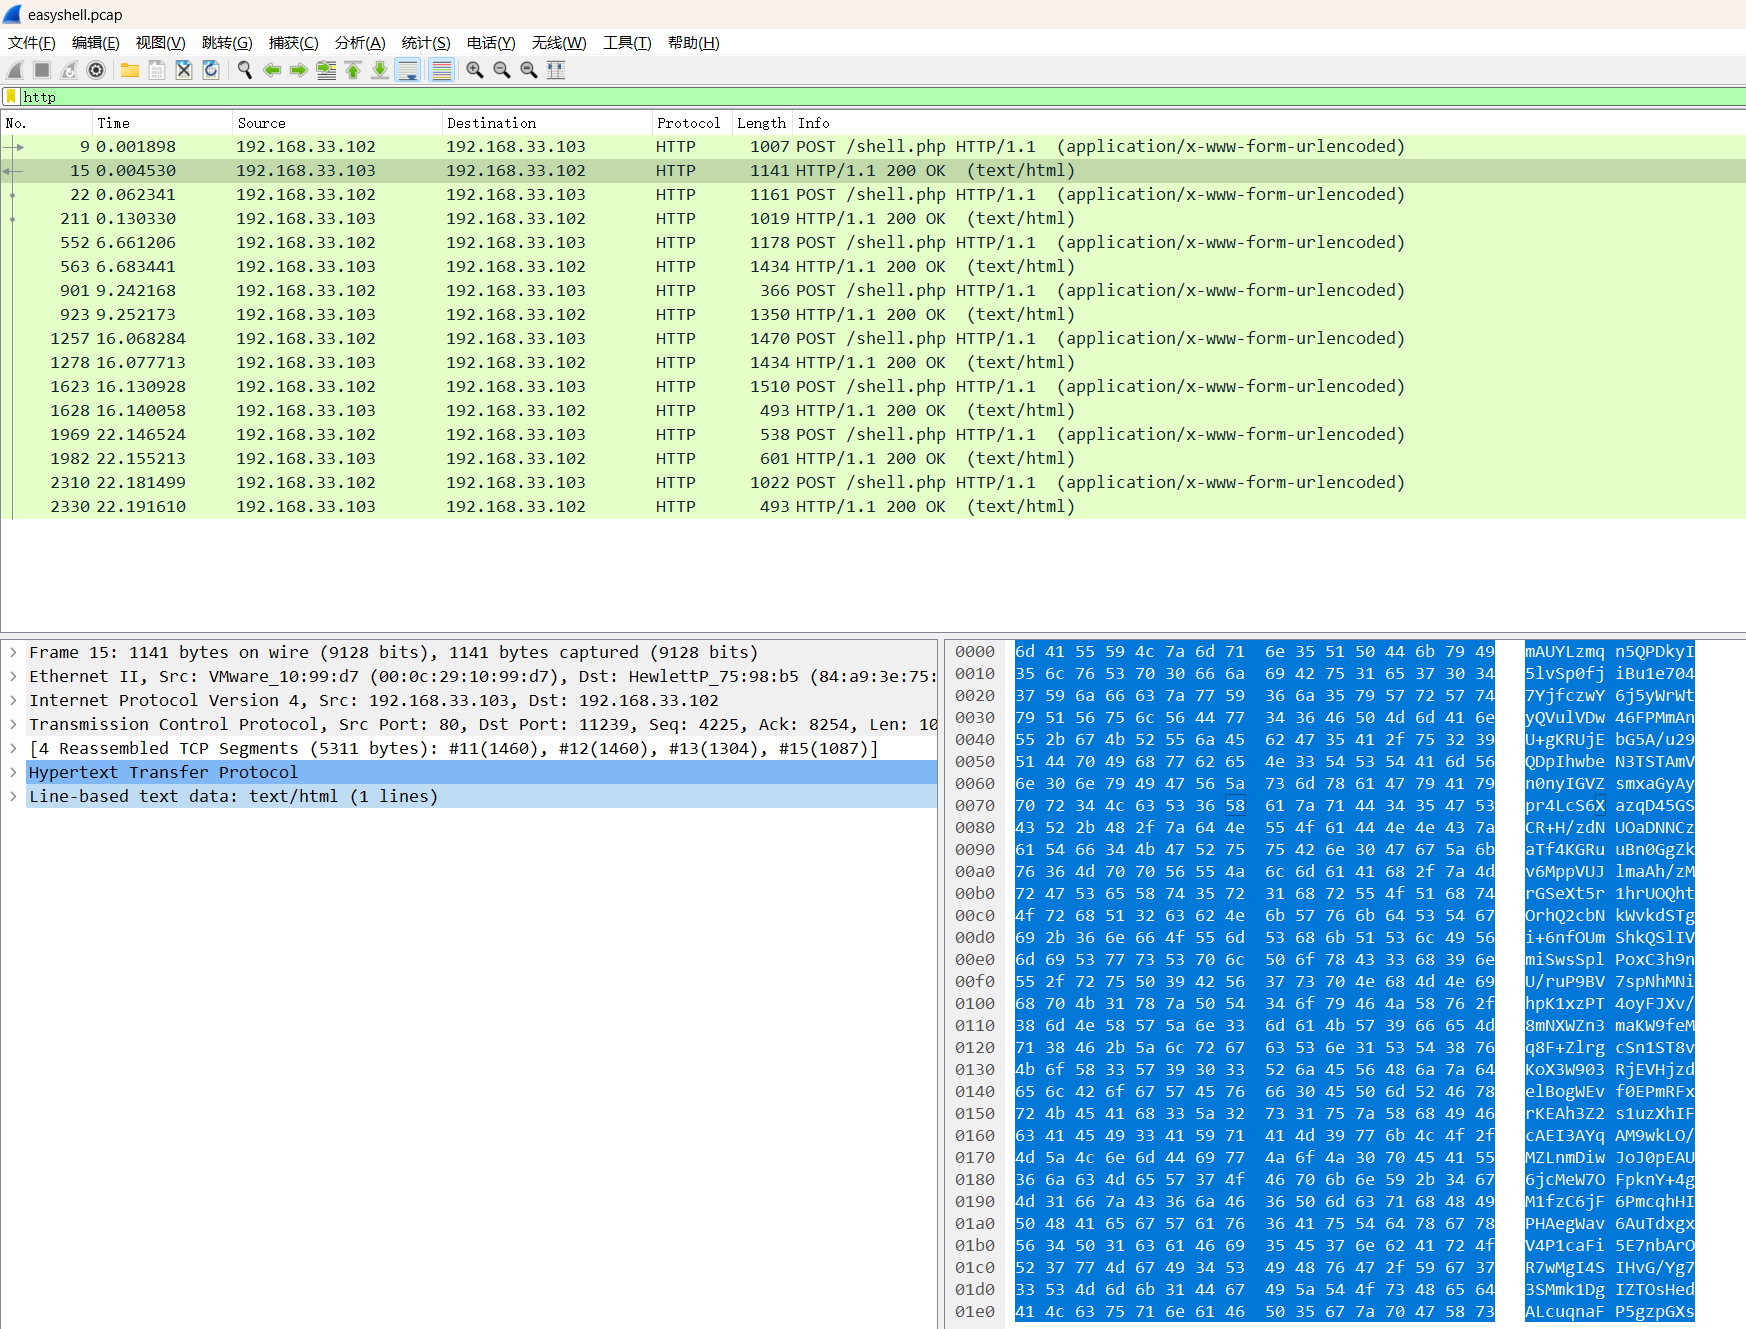 easyshell.pcap
文件(F) 编辑(E) 视图(V) 跳转(G) 捕获(C) 分析(A) 统计(S) 电话(Y) 无线(W) 工具(T) 帮助(H)
http
No. Time Source Destination Protocol Length Info
9 0.001898 192.168.33.102 192.168.33.103 HTTP 1007 POST /shell.php HTTP/1.1 (application/x-www-form-urlencoded)
15 0.004530 192.168.33.103 192.168.33.102 HTTP 1141 HTTP/1.1 200 OK (text/html)
22 0.062341 192.168.33.102 192.168.33.103 HTTP 1161 POST /shell.php HTTP/1.1 (application/x-www-form-urlencoded)
211 0.130330 192.168.33.103 192.168.33.102 HTTP 1019 HTTP/1.1 200 OK (text/html)
552 6.661206 192.168.33.102 192.168.33.103 HTTP 1178 POST /shell.php HTTP/1.1 (application/x-www-form-urlencoded)
563 6.683441 192.168.33.103 192.168.33.102 HTTP 1434 HTTP/1.1 200 OK (text/html)
901 9.242168 192.168.33.102 192.168.33.103 HTTP 366 POST /shell.php HTTP/1.1 (application/x-www-form-urlencoded)
923 9.252173 192.168.33.103 192.168.33.102 HTTP 1350 HTTP/1.1 200 OK (text/html)
1257 16.068284 192.168.33.102 192.168.33.103 HTTP 1470 POST /shell.php HTTP/1.1 (application/x-www-form-urlencoded)
1278 16.077713 192.168.33.103 192.168.33.102 HTTP 1434 HTTP/1.1 200 OK (text/html)
1623 16.130928 192.168.33.102 192.168.33.103 HTTP 1510 POST /shell.php HTTP/1.1 (application/x-www-form-urlencoded)
1628 16.140058 192.168.33.103 192.168.33.102 HTTP 493 HTTP/1.1 200 OK (text/html)
1969 22.146524 192.168.33.102 192.168.33.103 HTTP 538 POST /shell.php HTTP/1.1 (application/x-www-form-urlencoded)
1982 22.155213 192.168.33.103 192.168.33.102 HTTP 601 HTTP/1.1 200 OK (text/html)
2310 22.181499 192.168.33.102 192.168.33.103 HTTP 1022 POST /shell.php HTTP/1.1 (application/x-www-form-urlencoded)
2330 22.191610 192.168.33.103 192.168.33.102 HTTP 493 HTTP/1.1 200 OK (text/html)
Frame 15: 1141 bytes on wire (9128 bits), 1141 bytes captured (9128 bits)
Ethernet II, Src: VMware_10:99:d7 (00:0c:29:10:99:d7), Dst: HewlettP_75:98:b5 (84:a9:3e:75:
Internet Protocol Version 4, Src: 192.168.33.103, Dst: 192.168.33.102
Transmission Control Protocol, Src Port: 80, Dst Port: 11239, Seq: 4225, Ack: 8254, Len: 10
[4 Reassembled TCP Segments (5311 bytes): #11(1460), #12(1460), #13(1304), #15(1087)]
Hypertext Transfer Protocol
Line-based text data: text/html (1 lines)
0000 6d 41 55 59 4c 7a 6d 71 6e 35 51 50 44 6b 79 49 mAUYLzmq n5QPDkyI
0010 35 6c 76 53 70 30 66 6a 69 42 75 31 65 37 30 34 5lvSp0fj iBu1e704
0020 37 59 6a 66 63 7a 77 59 36 6a 35 79 57 72 57 74 7YjfczwY 6j5yWrWt
0030 79 51 56 75 6c 56 44 77 34 36 46 50 4d 6d 41 6e yQVulVDw 46FPMmAn
0040 55 2b 67 4b 52 55 6a 45 62 47 35 41 2f 75 32 39 U+gKRUjE bG5A/u29
0050 51 44 70 49 68 77 62 65 4e 33 54 53 54 41 6d 56 QDpIhwbe N3TSTAmV
0060 6e 30 6e 79 49 47 56 5a 73 6d 78 61 47 79 41 79 n0nyIGVZ smxaGyAy
0070 70 72 34 4c 63 53 36 58 61 7a 71 44 34 35 47 53 pr4LcS6X azqD45GS
0080 43 52 2b 48 2f 7a 64 4e 55 4f 61 44 4e 4e 43 7a CR+H/zdN UOaDNNCz
0090 61 54 66 34 4b 47 52 75 75 42 6e 30 47 67 5a 6b aTf4KGRu uBn0GgZk
00a0 76 36 4d 70 70 56 55 4a 6c 6d 61 41 68 2f 7a 4d v6MppVUJ lmaAh/zM
00b0 72 47 53 65 58 74 35 72 31 68 72 55 4f 51 68 74 rGSeXt5r 1hrUOQht
00c0 4f 72 68 51 32 63 62 4e 6b 57 76 6b 64 53 54 67 OrhQ2cbN kWvkdSTg
00d0 69 2b 36 6e 66 4f 55 6d 53 68 6b 51 53 6c 49 56 i+6nfOUm ShkQSlIV
00e0 6d 69 53 77 73 53 70 6c 50 6f 78 43 33 68 39 6e miSwsSpl PoxC3h9n
00f0 55 2f 72 75 50 39 42 56 37 73 70 4e 68 4d 4e 69 U/ruP9BV 7spNhMNi
0100 68 70 4b 31 78 7a 50 54 34 6f 79 46 4a 58 76 2f hpK1xzPT 4oyFJXv/
0110 38 6d 4e 58 57 5a 6e 33 6d 61 4b 57 39 66 65 4d 8mNXWZn3 maKW9feM
0120 71 38 46 2b 5a 6c 72 67 63 53 6e 31 53 54 38 76 q8F+Zlrg cSn1ST8v
0130 4b 6f 58 33 57 39 30 33 52 6a 45 56 48 6a 7a 64 KoX3W903 RjEVHjzd
0140 65 6c 42 6f 67 57 45 76 66 30 45 50 6d 52 46 78 elBogWEv f0EPmRFx
0150 72 4b 45 41 68 33 5a 32 73 31 75 7a 58 68 49 46 rKEAh3Z2 s1uzXhIF
0160 63 41 45 49 33 41 59 71 41 4d 39 77 6b 4c 4f 2f cAEI3AYq AM9wkLO/
0170 4d 5a 4c 6e 6d 44 69 77 4a 6f 4a 30 70 45 41 55 MZLnmDiw JoJ0pEAU
0180 36 6a 63 4d 65 57 37 4f 46 70 6b 6e 59 2b 34 67 6jcMeW7O FpknY+4g
0190 4d 31 66 7a 43 36 6a 46 36 50 6d 63 71 68 48 49 M1fzC6jF 6PmcqhHI
01a0 50 48 41 65 67 57 61 76 36 41 75 54 64 78 67 78 PHAegWav 6AuTdxgx
01b0 56 34 50 31 63 61 46 69 35 45 37 6e 62 41 72 4f V4P1caFi 5E7nbArO
01c0 52 37 77 4d 67 49 34 53 49 48 76 47 2f 59 67 37 R7wMgI4S IHvG/Yg7
01d0 33 53 4d 6d 6b 31 44 67 49 5a 54 4f 73 48 65 64 3SMmk1Dg IZTOsHed
01e0 41 4c 63 75 71 6e 61 46 50 35 67 7a 70 47 58 73 ALcuqnaF P5gzpGXs